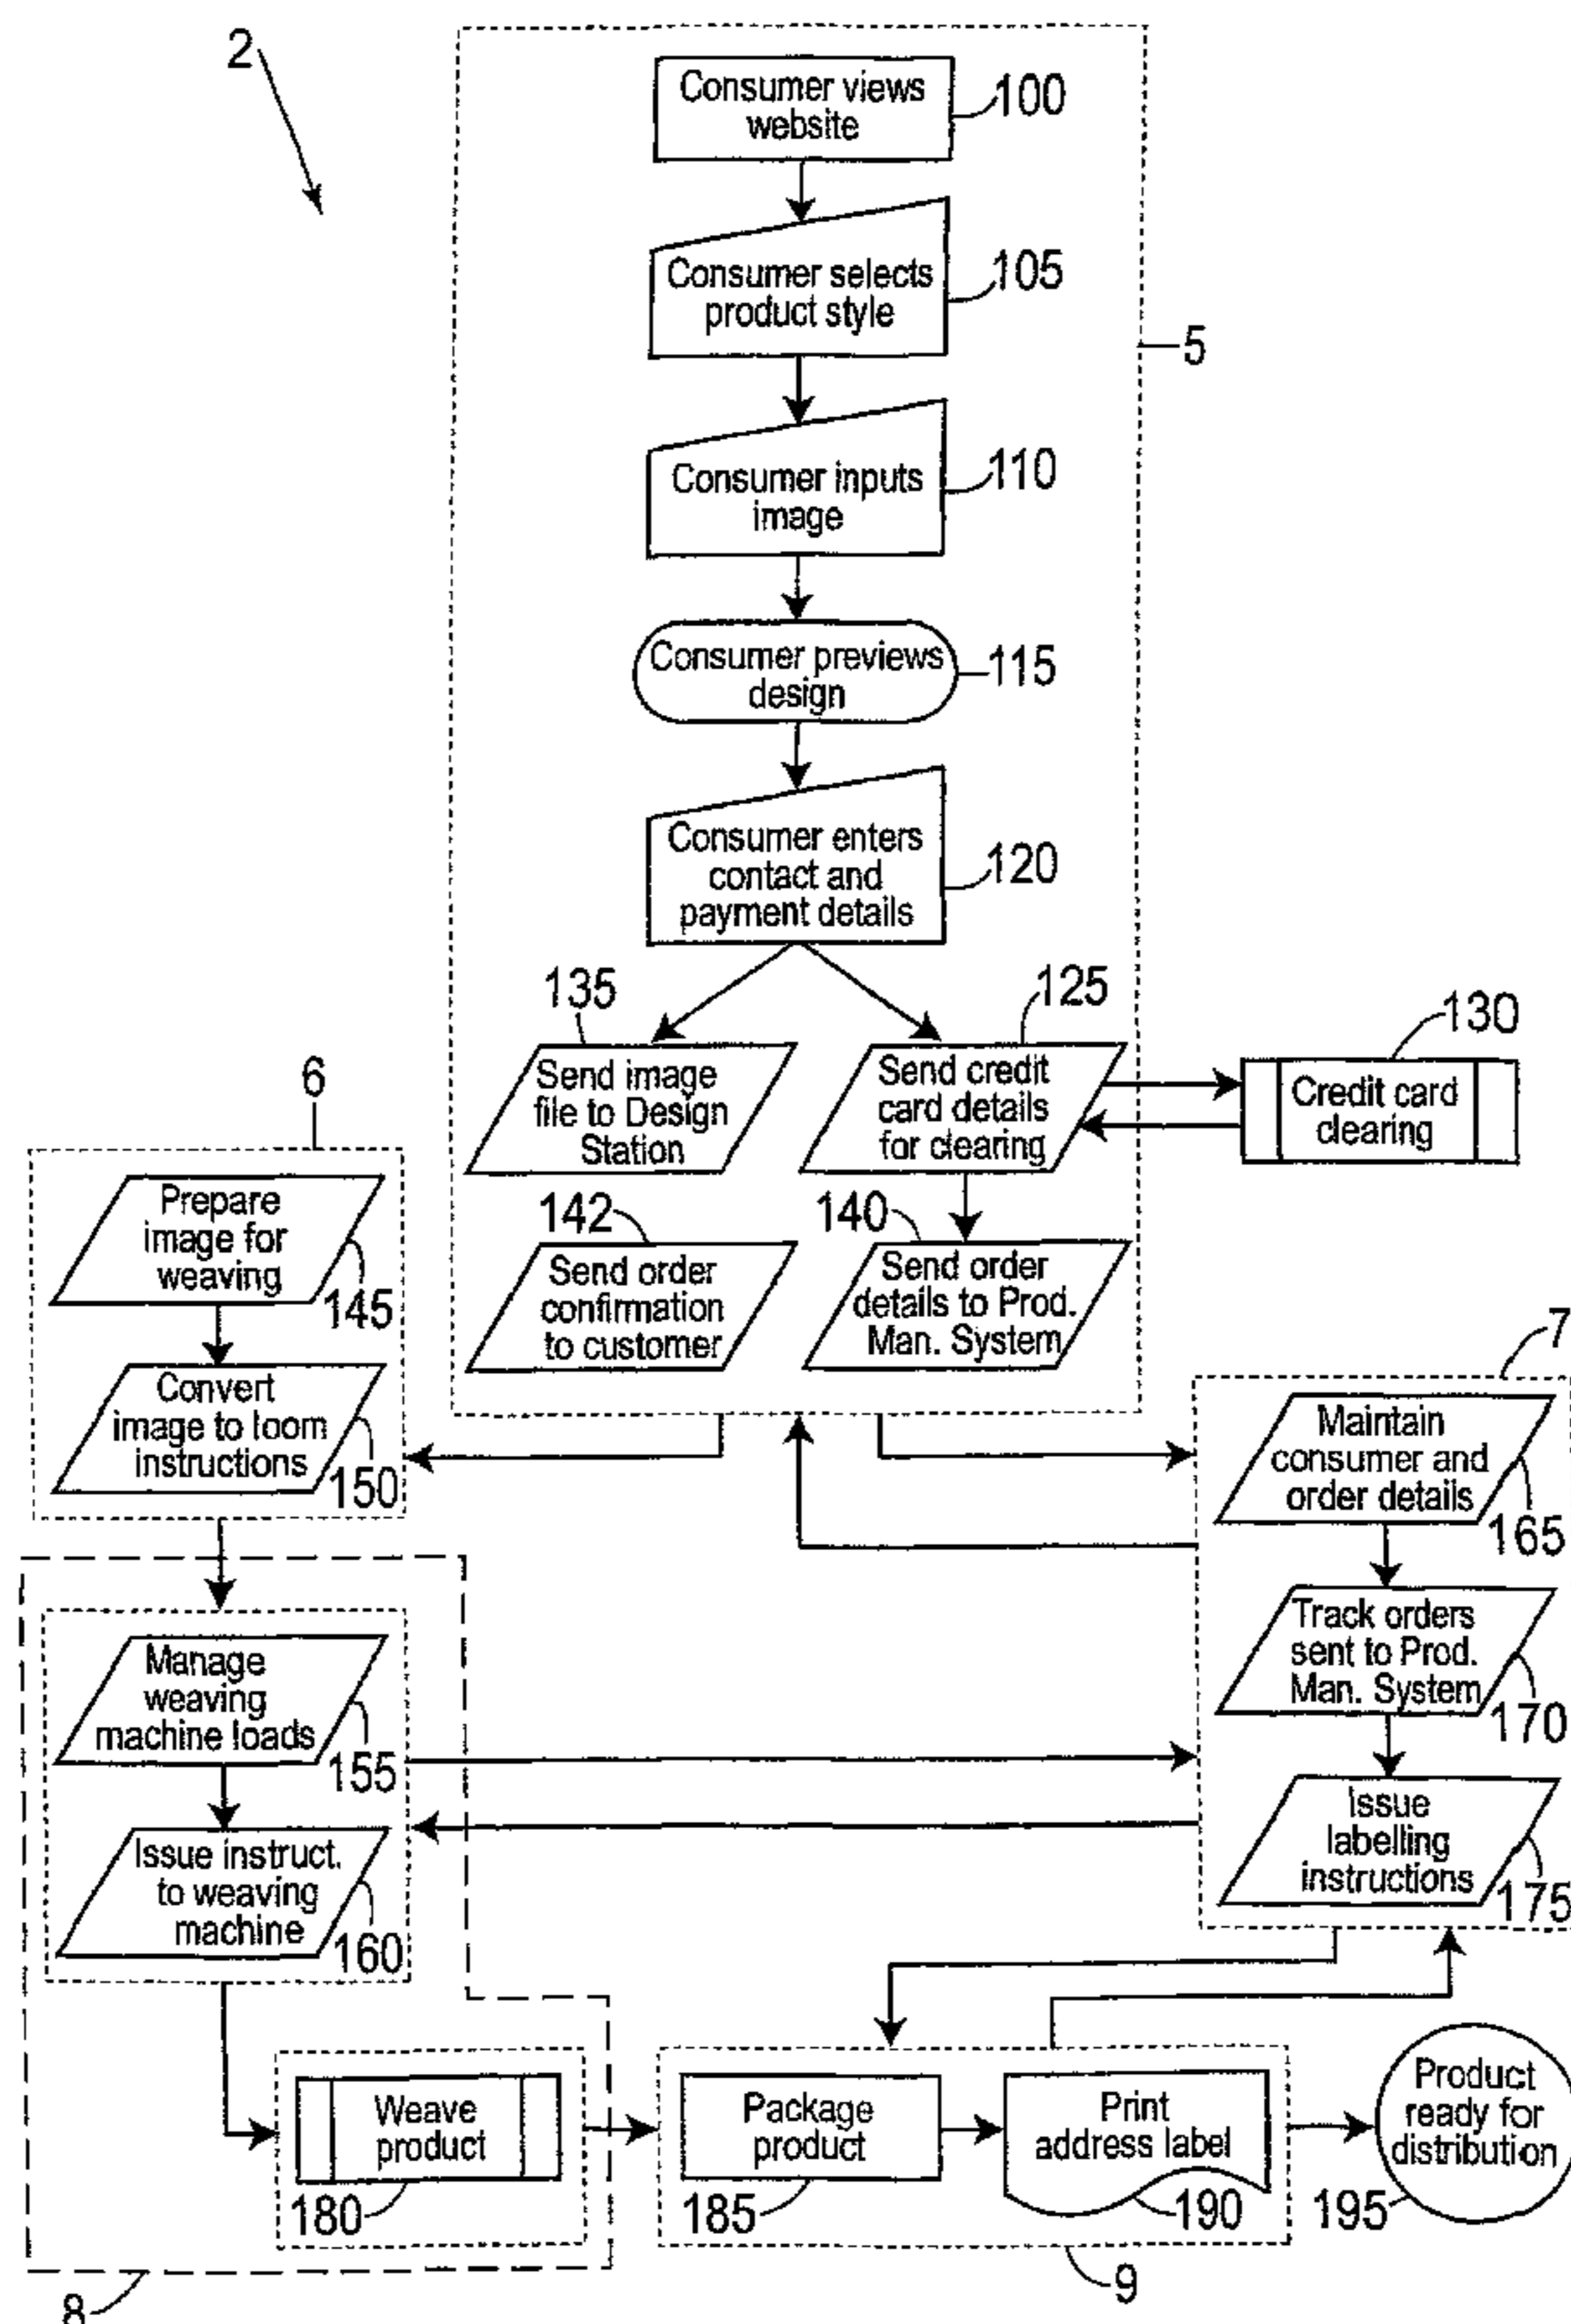 2
Consumer views
website
100
Consumer selects
product style
105
5
Consumer inputs
image
110
Consumer previews
design
115
Consumer enters
contact and
payment details
120
135
125
130
Send image
file to Design
Station
Send credit
card details
for clearing
Credit card
clearing
6
Prepare
image for
weaving
145
142
140
Send order
confirmation
to customer
Send order
details to Prod.
Man. System
Convert
image to loom
instructions
150
7
Maintain
consumer and
order details
165
Track orders
sent to Prod.
Man. System
170
Manage
weaving
machine loads
155
Issue
labelling
instructions
175
Issue instruct.
to weaving
machine
160
Weave
product
180
Package
product
185
Print
address label
190
Product
ready for
distribution
195
8
9